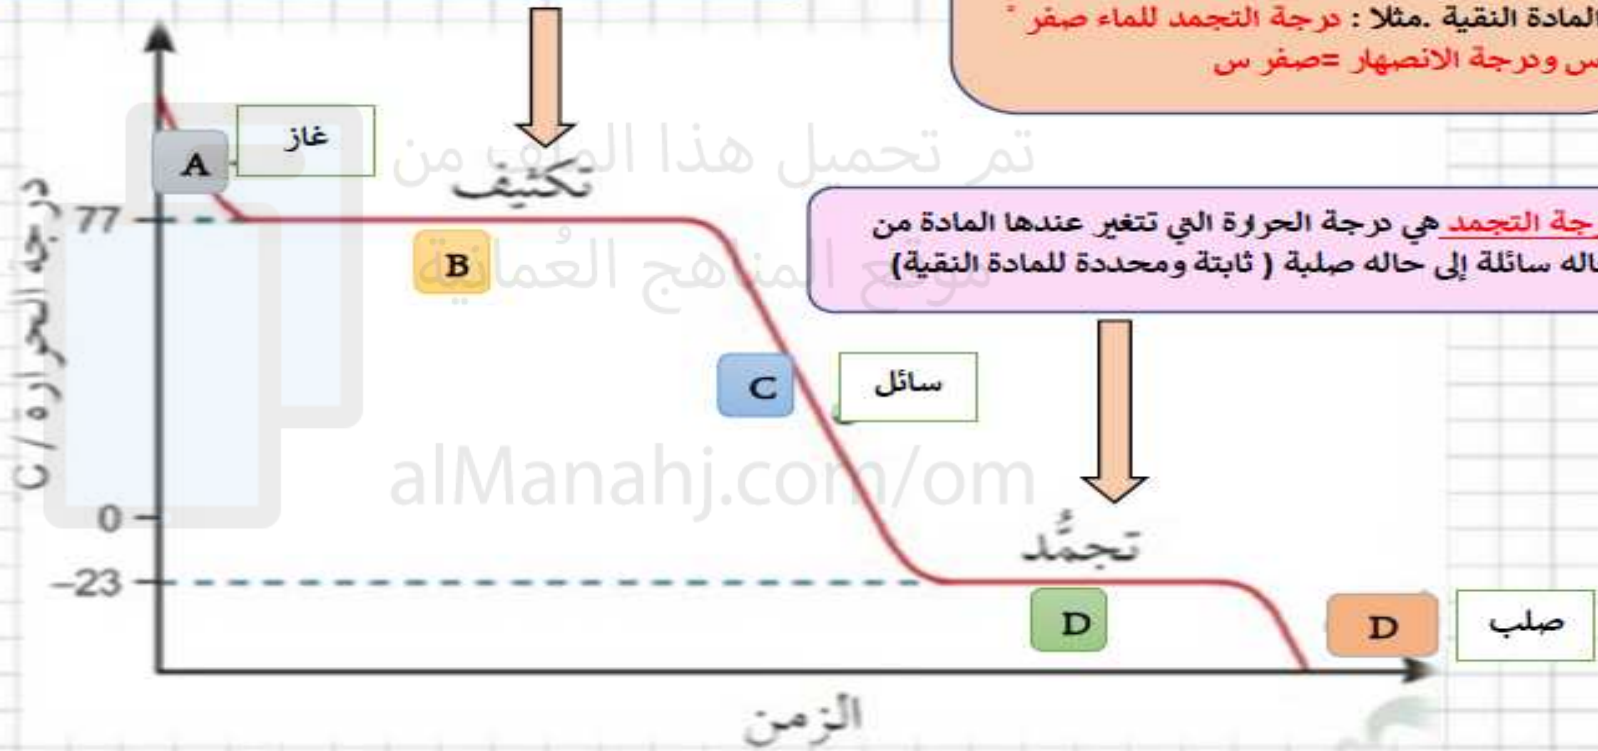 المادة النقية .مثلا : درجة التجمد للماء صفر °
س ودرجة الانصهار =صفر س
غاز
A
تم تحميل هذا الملف من
تكثيف
77
B
موقع المناهج العُمانية
جة التجمد هي درجة الحرارة التي تتغير عندها المادة من
اله سائلة إلى حاله صلبة ( ثابتة ومحددة للمادة النقية)
درجة الحرارة / C
C
سائل
alManahj.com/om
0
تجمُّد
-23
D
D
صلب
الزمن